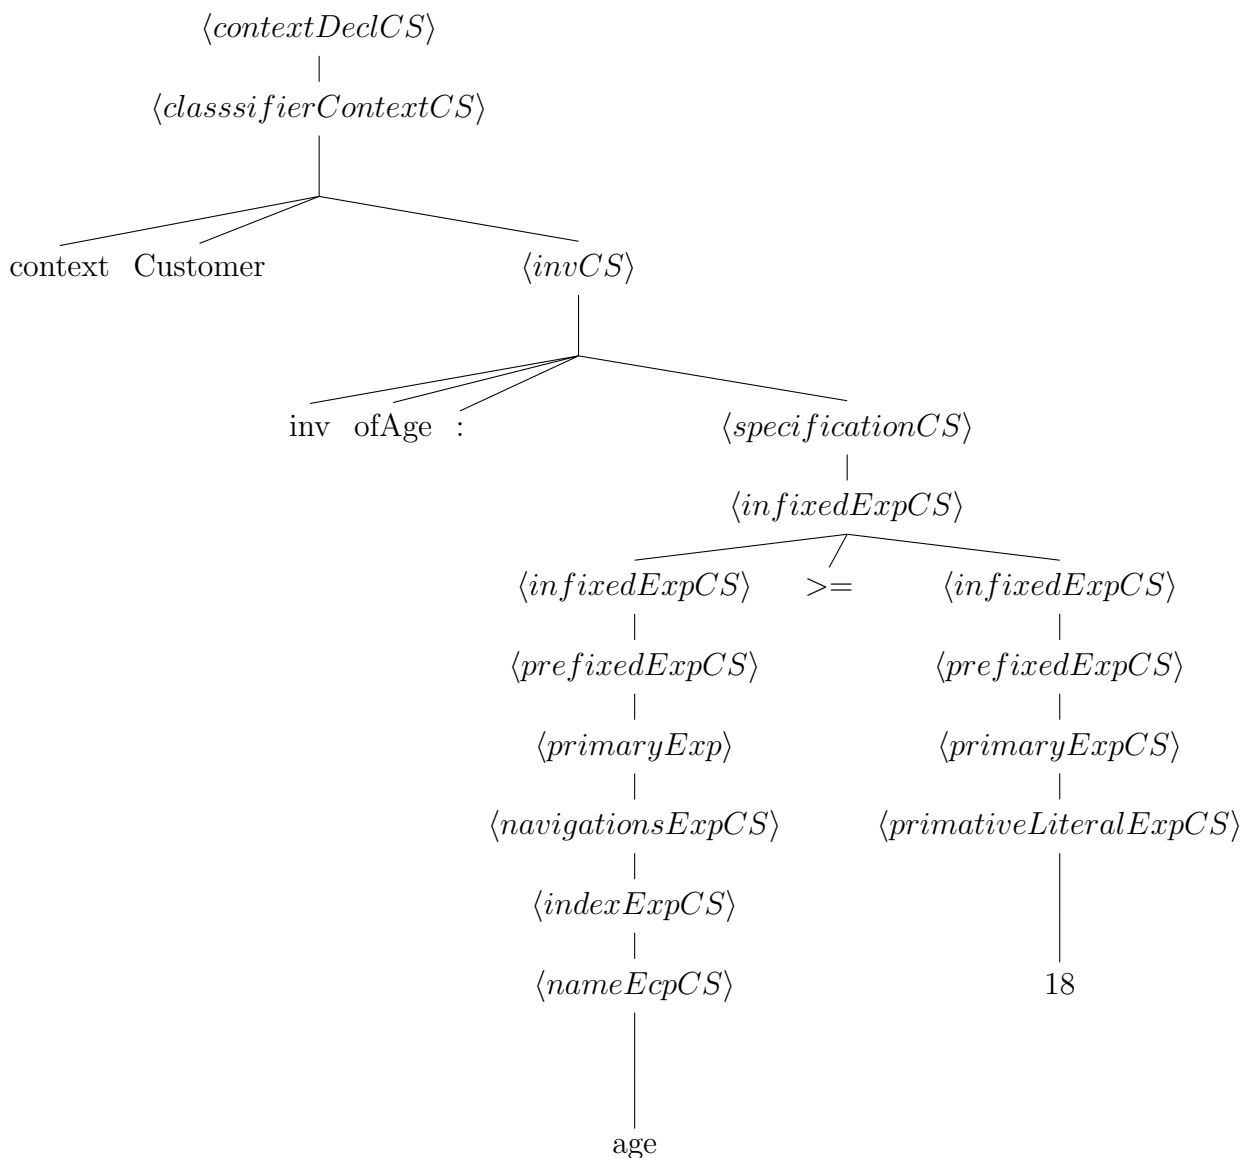 ⟨contextDeclCS⟩
⟨classsifierContextCS⟩
context Customer ⟨invCS⟩
inv ofAge : ⟨specificationCS⟩
⟨infixedExpCS⟩
⟨infixedExpCS⟩ >= ⟨infixedExpCS⟩
⟨prefixedExpCS⟩ ⟨prefixedExpCS⟩
⟨primaryExp⟩ ⟨primaryExpCS⟩
⟨navigationsExpCS⟩ ⟨primativeLiteralExpCS⟩
⟨indexExpCS⟩
⟨nameEcpCS⟩ 18
age